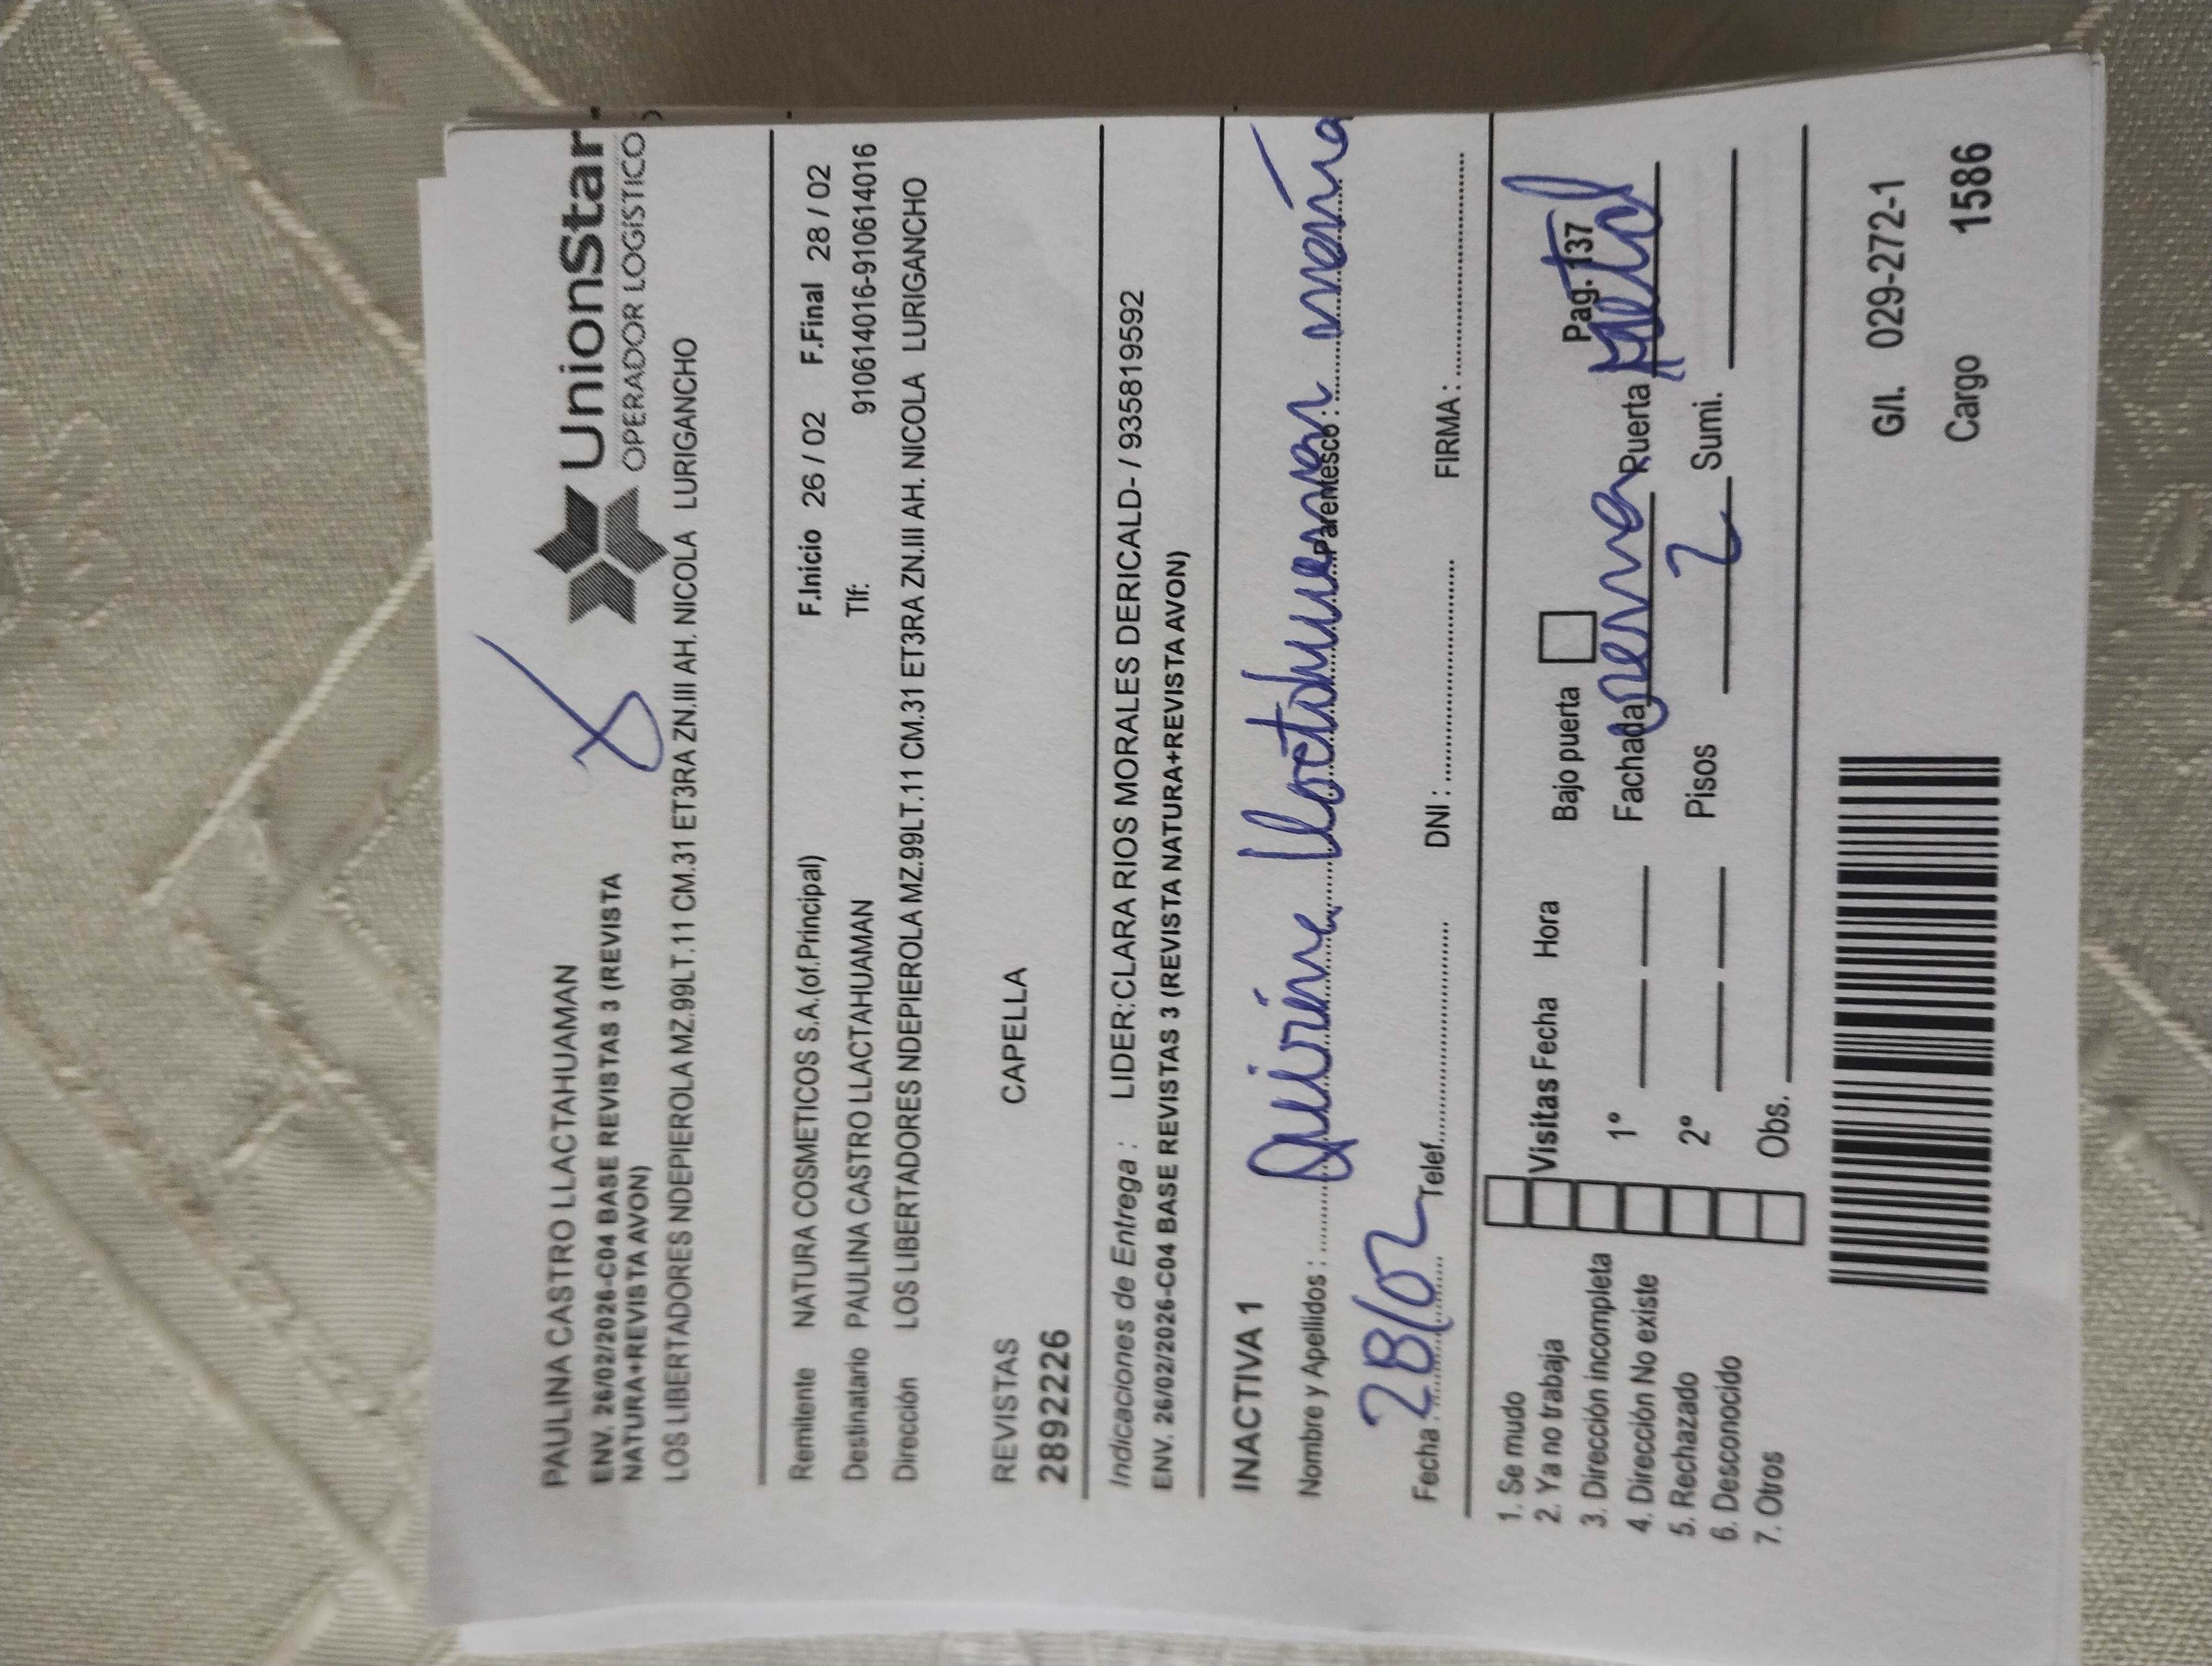 PAULINA CASTRO LLACTAHUAMAN
UnionStar
OPERADOR LOGISTICO
ENV. 26/02/2026-C04 BASE REVISTAS 3 (REVISTA
NATURA+REVISTA AVON)
LOS LIBERTADORES NDEPIEROLA MZ.99LT.11 CM.31 ET3RA ZN.III AH. NICOLA LURIGANCHO
Remitente NATURA COSMETICOS S.A.(of.Principal) F.Inicio 26 / 02 F.Final 28 / 02
Destinatario PAULINA CASTRO LLACTAHUAMAN Tlf: 910614016-910614016
Dirección LOS LIBERTADORES NDEPIEROLA MZ.99LT.11 CM.31 ET3RA ZN.III AH. NICOLA LURIGANCHO
REVISTAS CAPELLA
28922226
Indicaciones de Entrega : LIDER:CLARA RIOS MORALES DERICALD- / 935819592
ENV. 26/02/2026-C04 BASE REVISTAS 3 (REVISTA NATURA+REVISTA AVON)
INACTIVA 1
Nombre y Apellidos : Llactahuaman Parentesco : mamá
Fecha : 28/02 Telef. DNI : FIRMA :
1. Se mudo
2. Ya no trabaja
3. Dirección incompleta
4. Dirección No existe
5. Rechazado
6. Desconocido
7. Otros
Visitas Fecha Hora Bajo puerta Pag. 137
1º Fachada crema Puerta Metal
2º Pisos 2 Sumi.
Obs.
G/I. 029-272-1
Cargo 1586